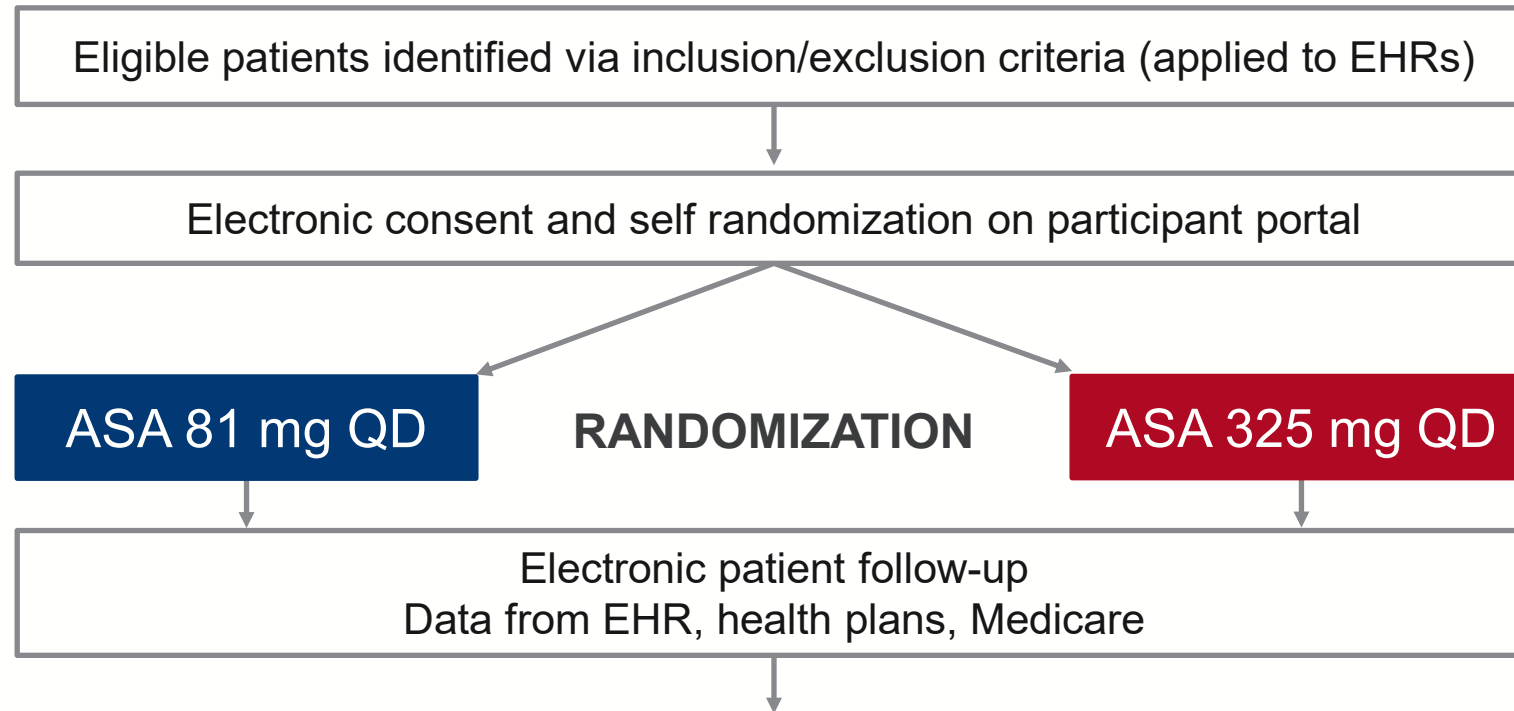 Eligible patients identified via inclusion/exclusion criteria (applied to EHRs)
Electronic consent and self randomization on participant portal
ASA 81 mg QD
RANDOMIZATION
ASA 325 mg QD
Electronic patient follow-up
Data from EHR, health plans, Medicare